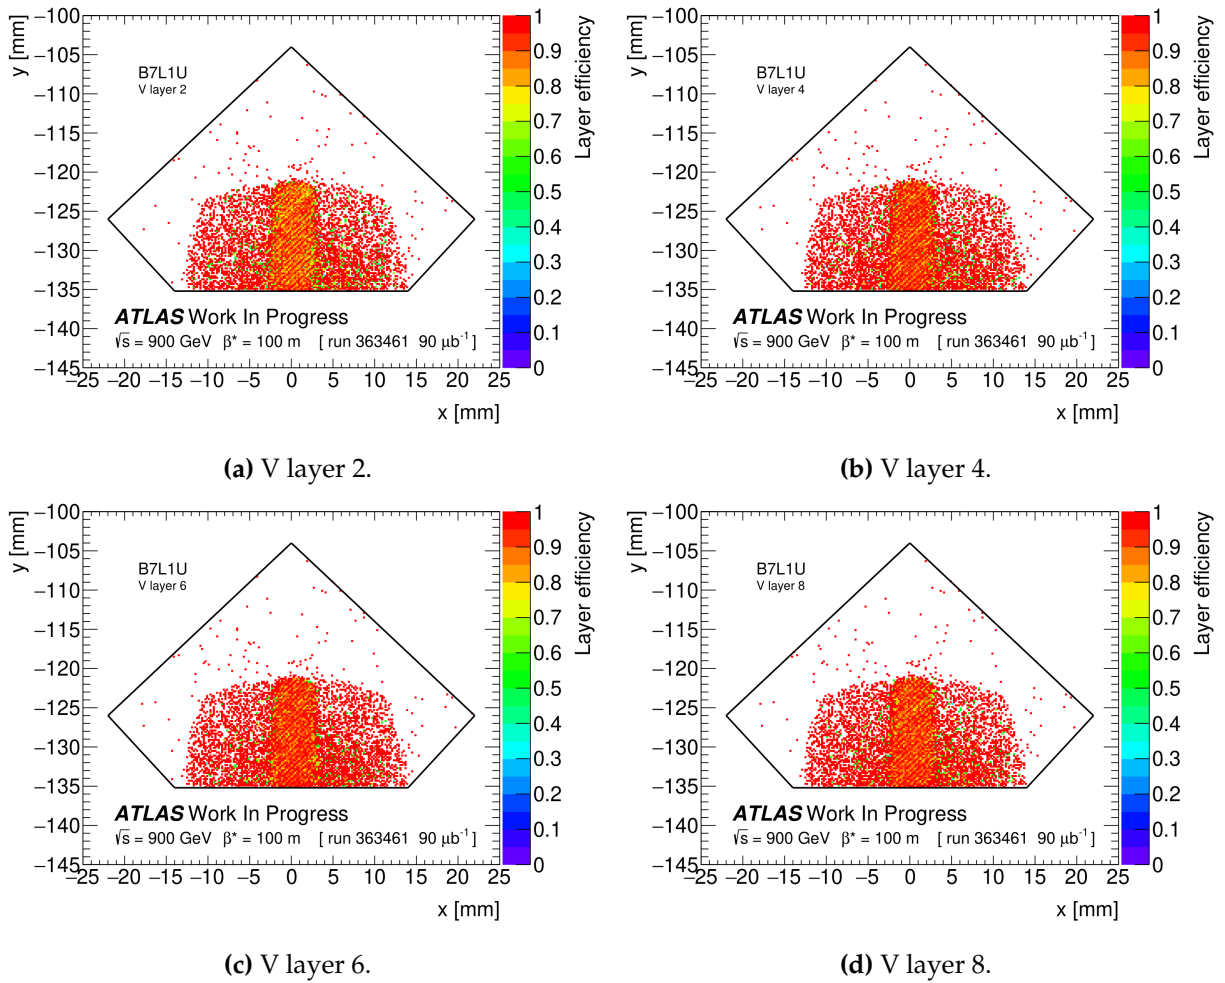 y [mm]
−100
−105
−110
−115
−120
−125
−130
−135
−140
−145
B7L1U
V layer 2
ATLAS Work In Progress
√s = 900 GeV β* = 100 m [ run 363461 90 μb⁻¹ ]
−25 −20 −15 −10 −5 0 5 10 15 20 25
x [mm]
1
0.9
0.8
0.7
0.6
0.5
0.4
0.3
0.2
0.1
0
Layer efficiency
(a) V layer 2.
y [mm]
−100
−105
−110
−115
−120
−125
−130
−135
−140
−145
B7L1U
V layer 4
ATLAS Work In Progress
√s = 900 GeV β* = 100 m [ run 363461 90 μb⁻¹ ]
−25 −20 −15 −10 −5 0 5 10 15 20 25
x [mm]
1
0.9
0.8
0.7
0.6
0.5
0.4
0.3
0.2
0.1
0
Layer efficiency
(b) V layer 4.
y [mm]
−100
−105
−110
−115
−120
−125
−130
−135
−140
−145
B7L1U
V layer 6
ATLAS Work In Progress
√s = 900 GeV β* = 100 m [ run 363461 90 μb⁻¹ ]
−25 −20 −15 −10 −5 0 5 10 15 20 25
x [mm]
1
0.9
0.8
0.7
0.6
0.5
0.4
0.3
0.2
0.1
0
Layer efficiency
(c) V layer 6.
y [mm]
−100
−105
−110
−115
−120
−125
−130
−135
−140
−145
B7L1U
V layer 8
ATLAS Work In Progress
√s = 900 GeV β* = 100 m [ run 363461 90 μb⁻¹ ]
−25 −20 −15 −10 −5 0 5 10 15 20 25
x [mm]
1
0.9
0.8
0.7
0.6
0.5
0.4
0.3
0.2
0.1
0
Layer efficiency
(d) V layer 8.